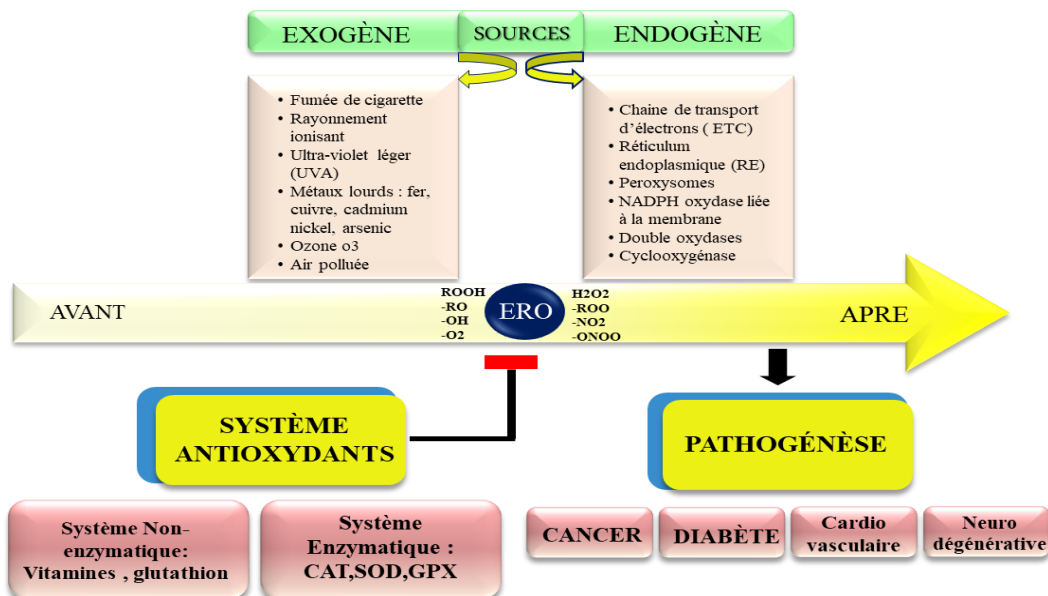 EXOGÈNE
SOURCES
ENDOGÈNE
• Fumée de cigarette
• Rayonnement
ionisant
• Ultra-violet léger
(UVA)
• Métaux lourds : fer,
cuivre, cadmium
nickel, arsenic
• Ozone o3
• Air polluée
• Chaine de transport
d’électrons ( ETC)
• Réticulum
endoplasmique (RE)
• Peroxysomes
• NADPH oxydase liée
à la membrane
• Double oxydases
• Cyclooxygénase
AVANT
ROOH
-RO
-OH
-O2
ERO
H2O2
-ROO
-NO2
-ONOO
APRE
SYSTÈME
ANTIOXYDANTS
PATHOGÉNÈSE
Système Non-
enzymatique:
Vitamines , glutathion
Système
Enzymatique :
CAT,SOD,GPX
CANCER
DIABÈTE
Cardio
vasculaire
Neuro
dégénérative